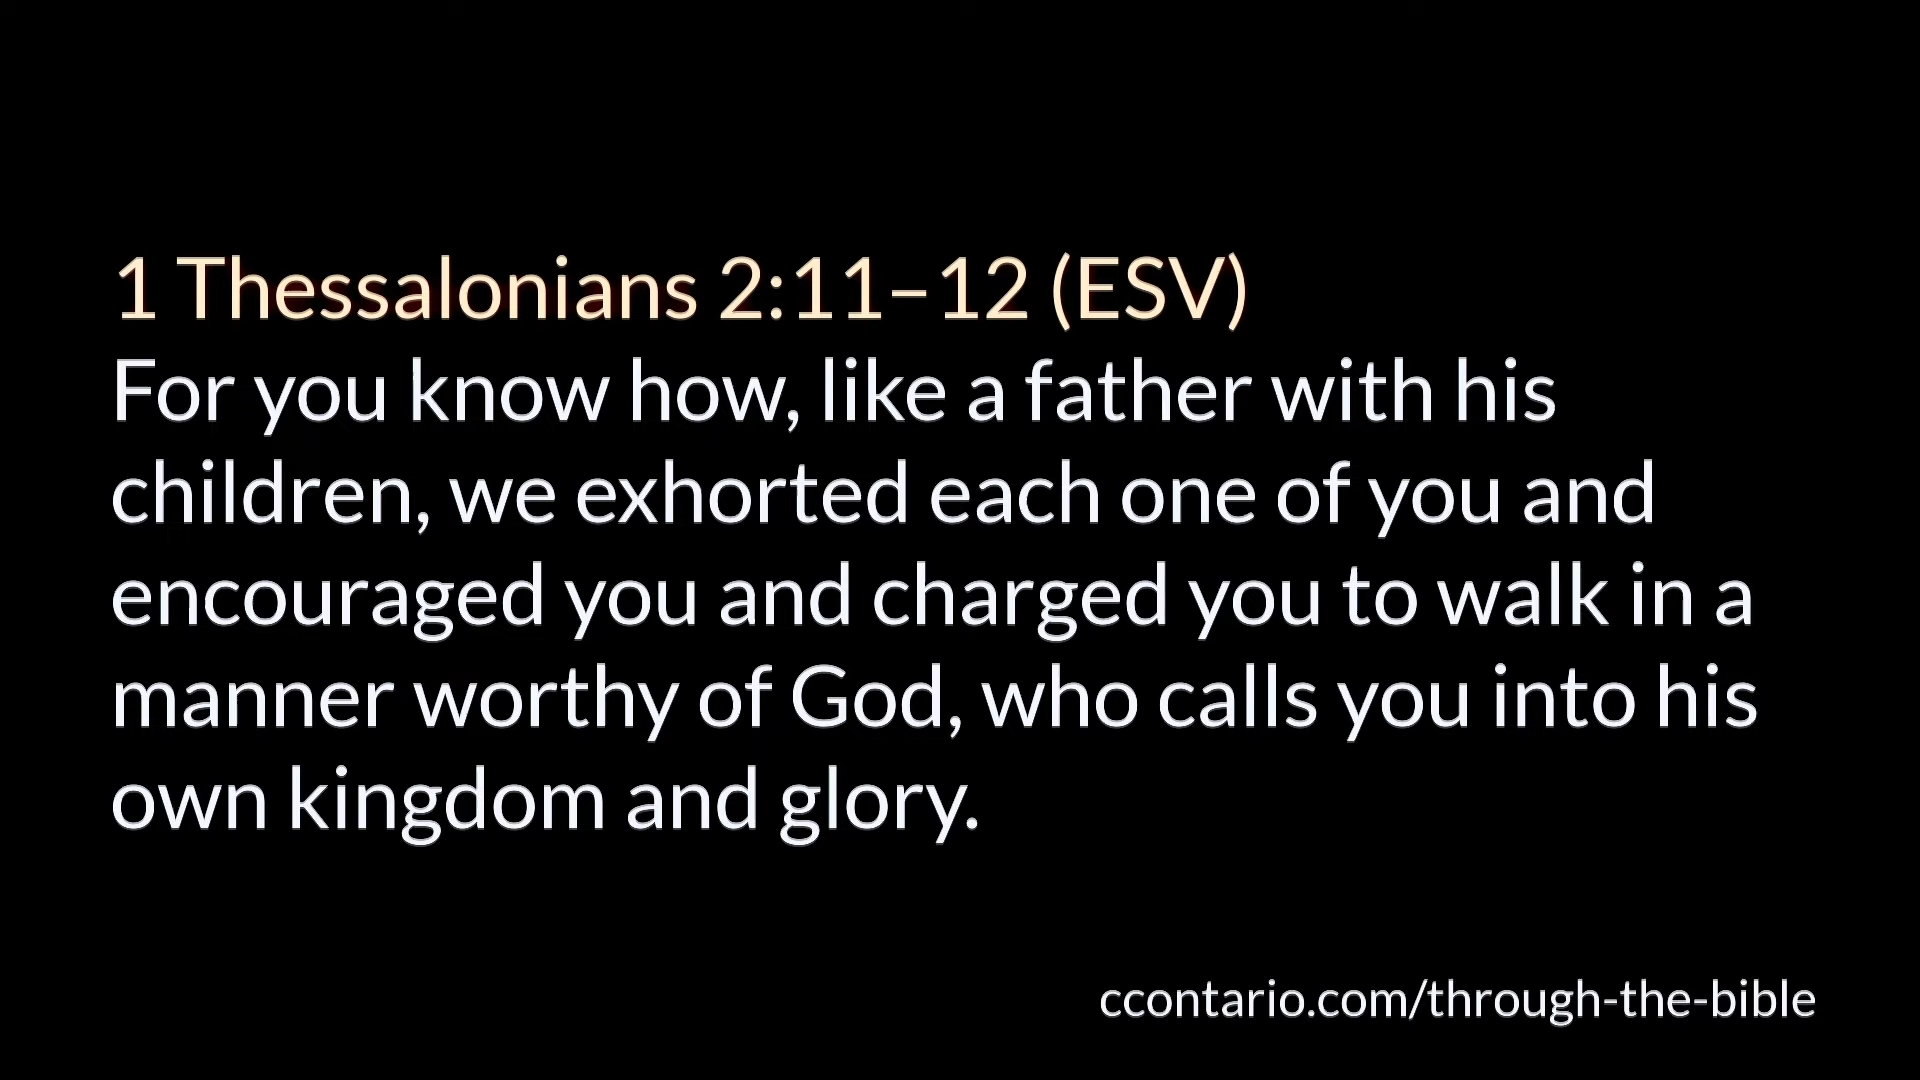 1 Thessalonians 2:11–12 (ESV)
For you know how, like a father with his
children, we exhorted each one of you and
encouraged you and charged you to walk in a
manner worthy of God, who calls you into his
own kingdom and glory.
ccontario.com/through-the-bible